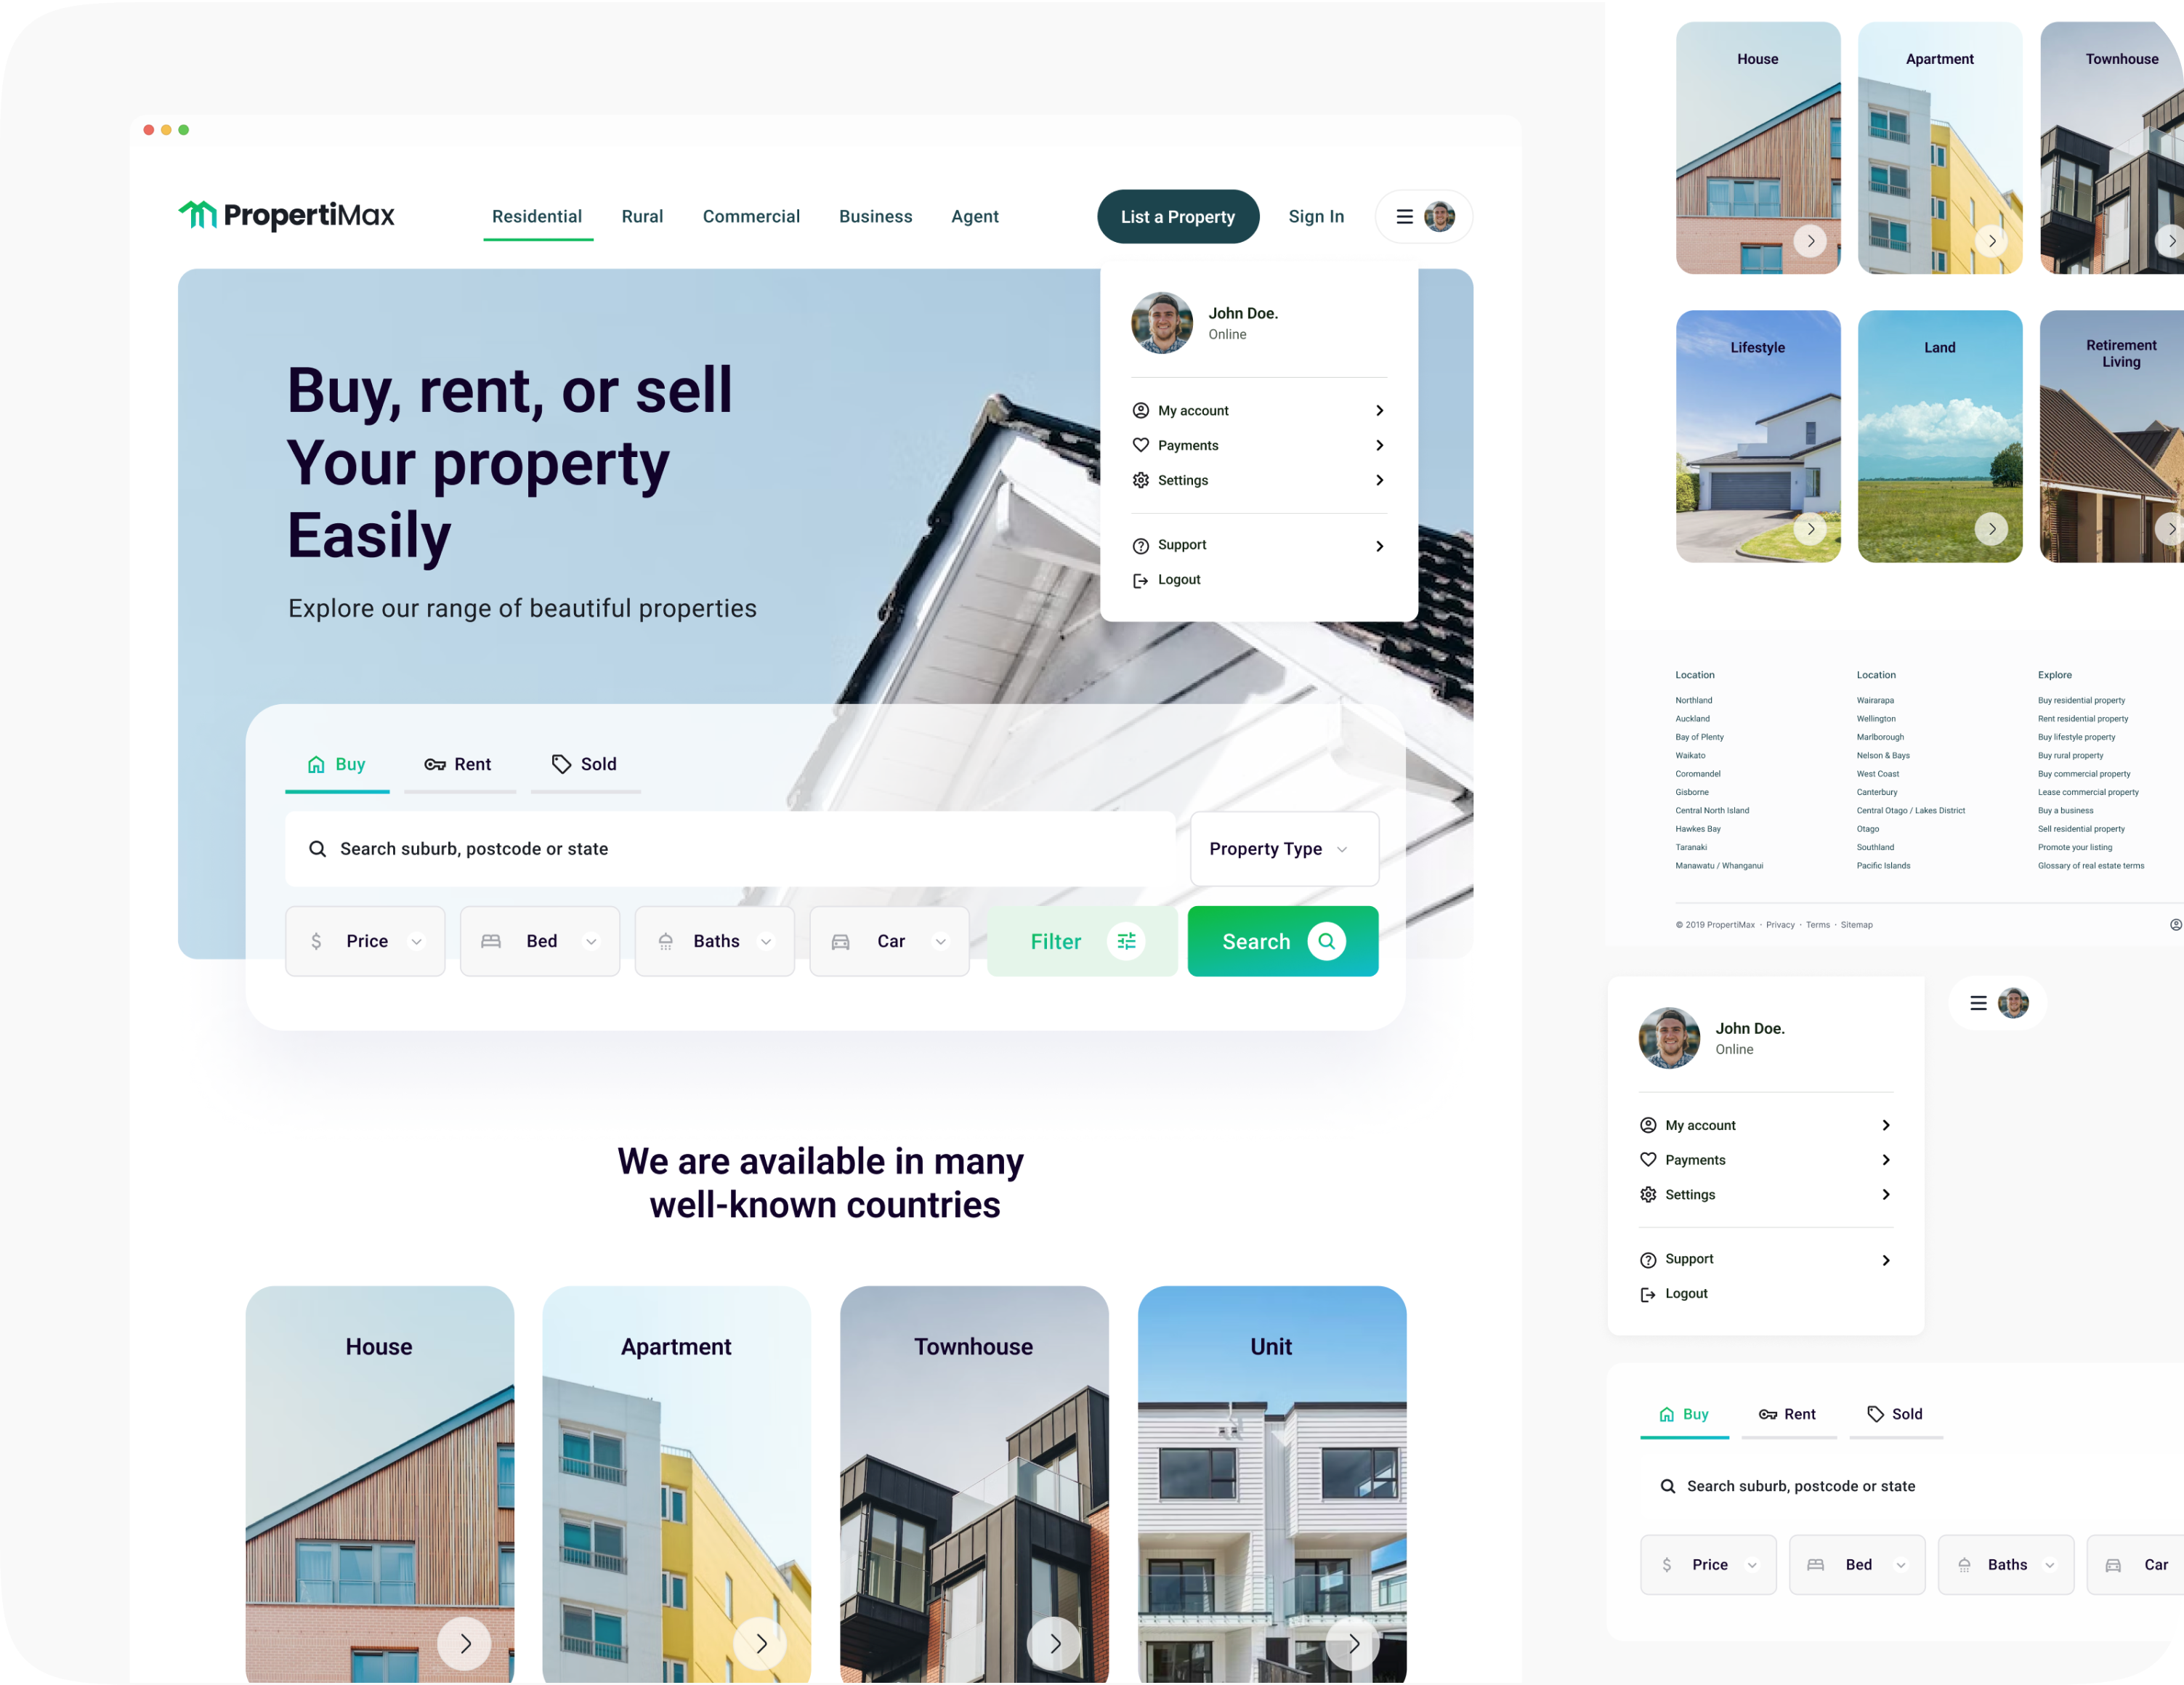 PropertiMax
Residential Rural Commercial Business Agent
List a Property Sign In
John Doe.
Online
My account
Payments
Settings
Support
Logout
Buy, rent, or sell
Your property
Easily
Explore our range of beautiful properties
Buy Rent Sold
Search suburb, postcode or state
Property Type
$ Price Bed Baths Car Filter Search
We are available in many
well-known countries
House Apartment Townhouse Unit
House Apartment Townhouse
Lifestyle Land Retirement
Living
Location
Northland
Auckland
Bay of Plenty
Waikato
Coromandel
Gisborne
Central North Island
Hawkes Bay
Taranaki
Manawatu / Whanganui
Location
Wairarapa
Wellington
Marlborough
Nelson & Bays
West Coast
Canterbury
Central Otago / Lakes District
Otago
Southland
Pacific Islands
Explore
Buy residential property
Rent residential property
Buy lifestyle property
Buy rural property
Buy commercial property
Lease commercial property
Buy a business
Sell residential property
Promote your listing
Glossary of real estate terms
© 2019 PropertiMax · Privacy · Terms · Sitemap
John Doe.
Online
My account
Payments
Settings
Support
Logout
Buy Rent Sold
Search suburb, postcode or state
$ Price Bed Baths Car